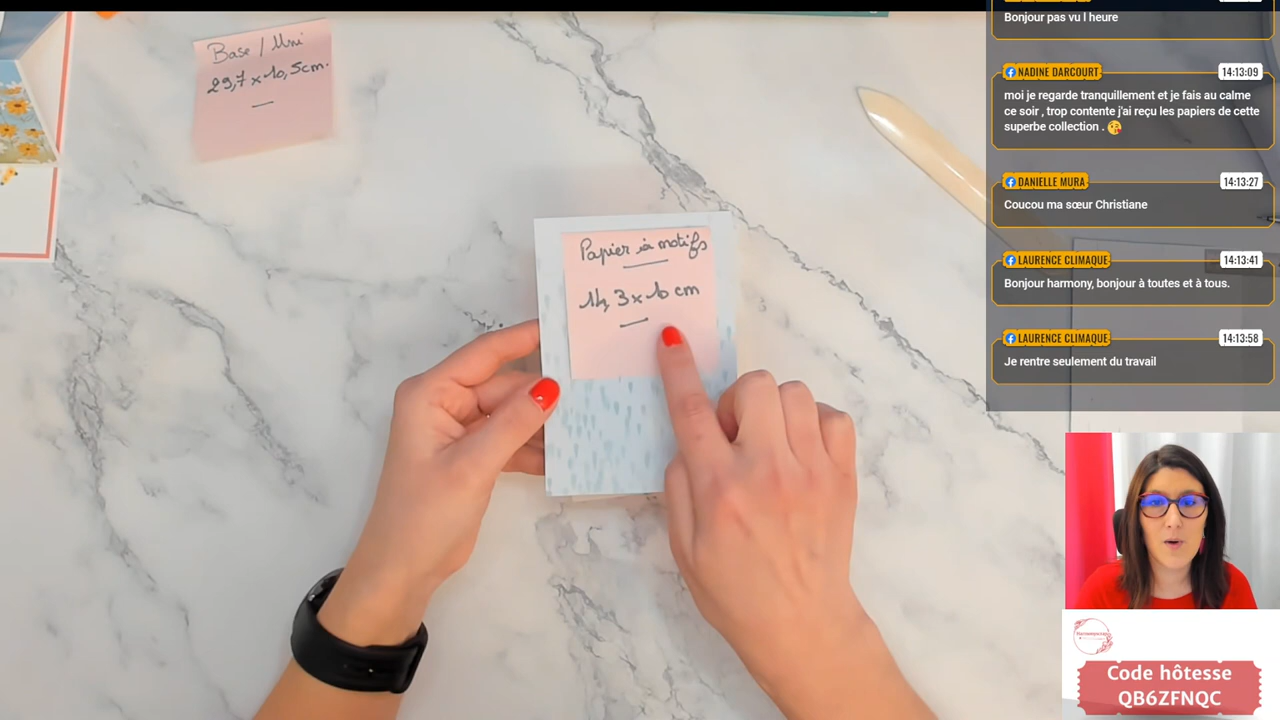 Base / Uni
29,7 x 10,5cm.
Papier à motifs
14,3 x 10 cm
Bonjour pas vu l heure
NADINE DARCOURT
14:13:09
moi je regarde tranquillement et je fais au calme
ce soir , trop contente j'ai reçu les papiers de cette
superbe collection . 😘
DANIELLE MURA
14:13:27
Coucou ma sœur Christiane
LAURENCE CLIMAQUE
14:13:41
Bonjour harmony, bonjour à toutes et à tous.
LAURENCE CLIMAQUE
14:13:58
Je rentre seulement du travail
Code hôtesse
QB6ZFNQC